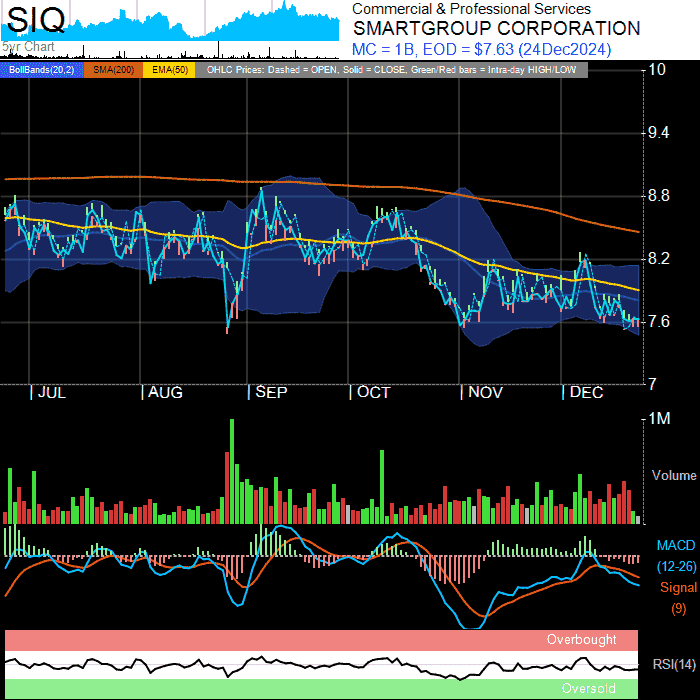 SIQ
5yr Chart
Commercial & Professional Services
SMARTGROUP CORPORATION
MC = 1B, EOD = $7.63 (24Dec2024)
BollBands(20,2) SMA(200) EMA(50) OHLC Prices: Dashed = OPEN, Solid = CLOSE, Green/Red bars = Intra-day HIGH/LOW
10
9.4
8.8
8.2
7.6
7
JUL AUG SEP OCT NOV DEC
1M
Volume
MACD
(12-26)
Signal
(9)
Overbought
RSI(14)
Oversold